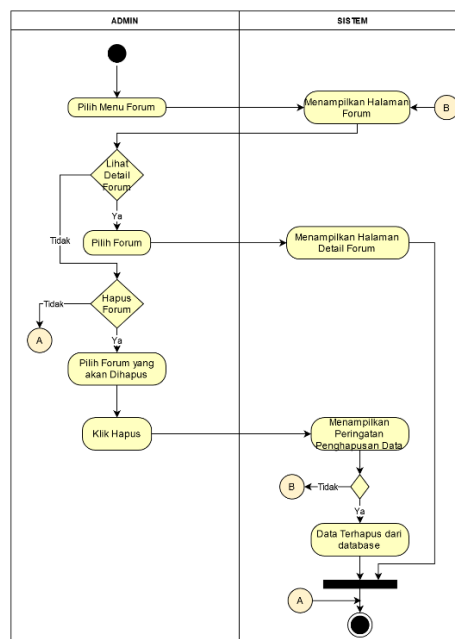 ADMIN
SISTEM
Pilih Menu Forum
Menampilkan Halaman
Forum
B
Lihat
Detail
Forum
Ya
Tidak
Pilih Forum
Menampilkan Halaman
Detail Forum
Hapus
Forum
Tidak
A
Ya
Pilih Forum yang
akan Dihapus
Klik Hapus
Menampilkan
Peringatan
Penghapusan Data
B
Tidak
Ya
Data Terhapus dari
database
A